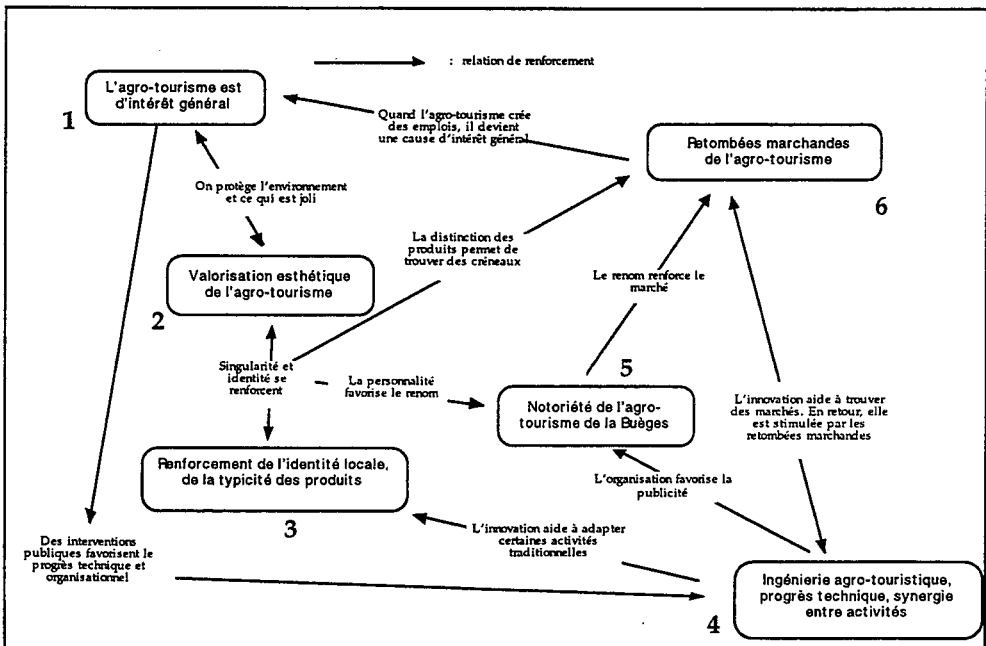 : relation de renforcement
L'agro-tourisme est
d'intérêt général
1
Quand l'agro-tourisme crée
des emplois, il devient
une cause d'intérêt général
Retombées marchandes
de l'agro-tourisme
6
On protège l'environnement
et ce qui est joli
La distinction des
produits permet de
trouver des créneaux
Valorisation esthétique
de l'agro-tourisme
2
Le renom renforce le
marché
Singularité et
identité se
renforcent
La personnalité
favorise le renom
5
Notoriété de l'agro-
tourisme de la Buèges
L'innovation aide à trouver
des marchés. En retour, elle
est stimulée par les
retombées marchandes
Renforcement de l'identité locale,
de la typicité des produits
3
L'organisation favorise la
publicité
L'innovation aide à adapter
certaines activités
traditionnelles
Des interventions
publiques favorisent le
progrès technique et
organisationnel
Ingénierie agro-touristique,
progrès technique, synergie
entre activités
4